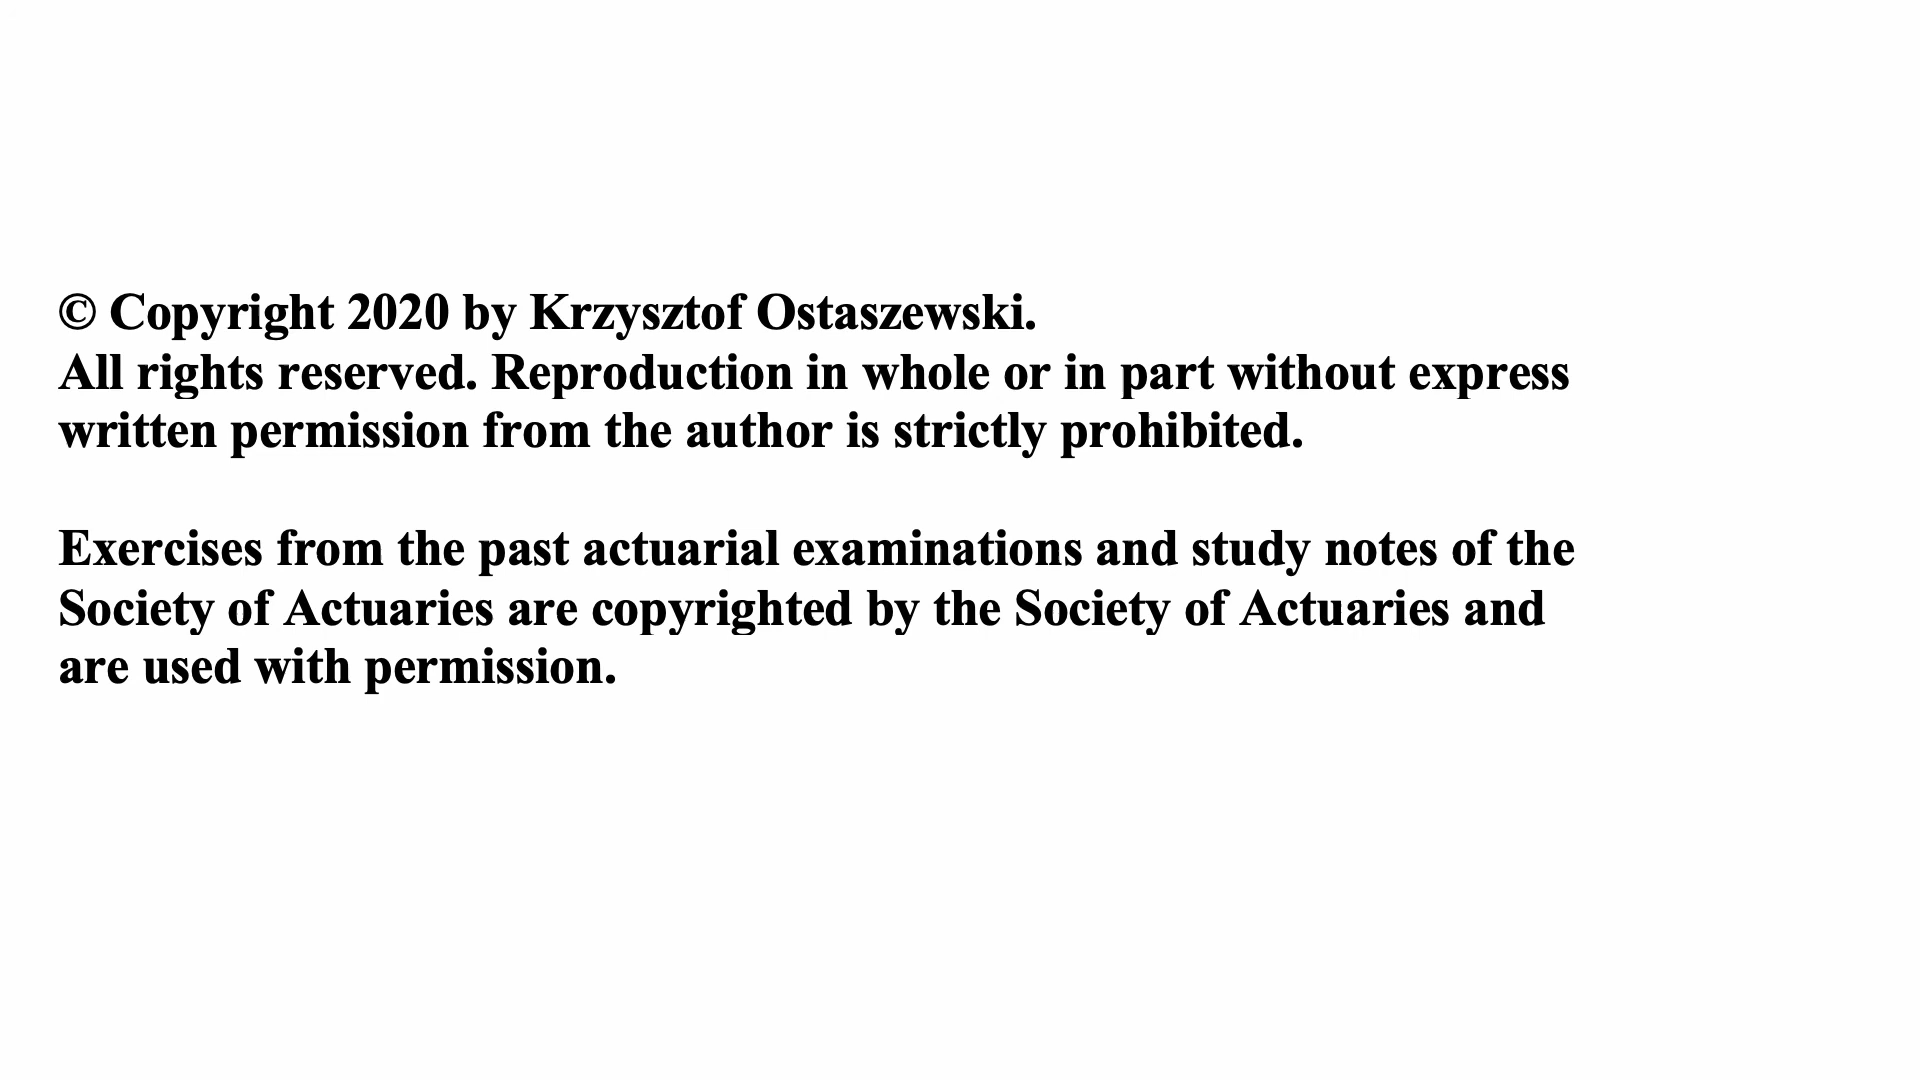 © Copyright 2020 by Krzysztof Ostaszewski.
All rights reserved. Reproduction in whole or in part without express
written permission from the author is strictly prohibited.
Exercises from the past actuarial examinations and study notes of the
Society of Actuaries are copyrighted by the Society of Actuaries and
are used with permission.